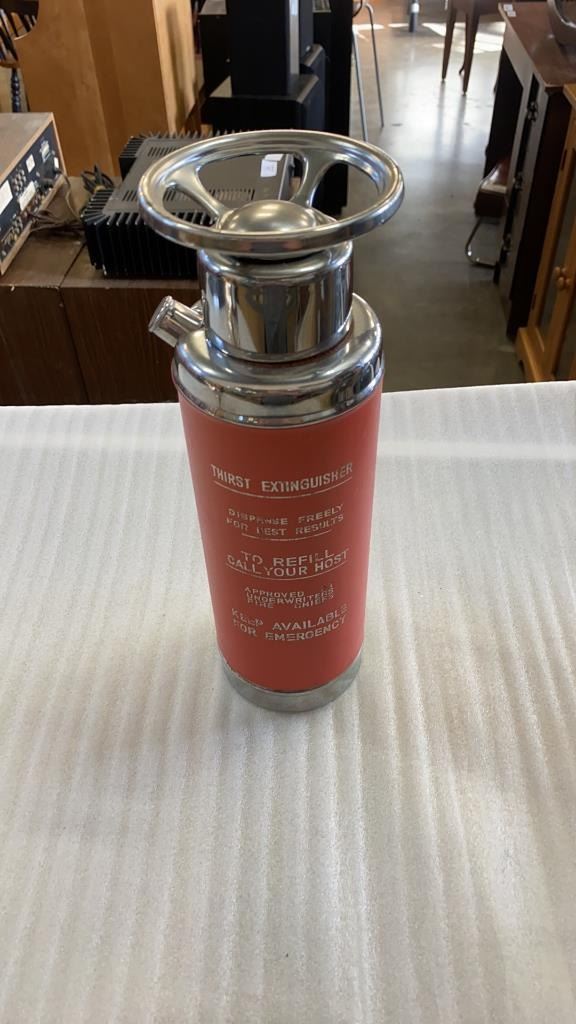 THIRST EXTINGUISHER
DISPENSE FREELY
FOR BEST RESULTS
TO REFILL
CALL YOUR HOST
APPROVED
UNDERWRITERS
FIRE CHIEFS
KEEP AVAILABLE
FOR EMERGENCY